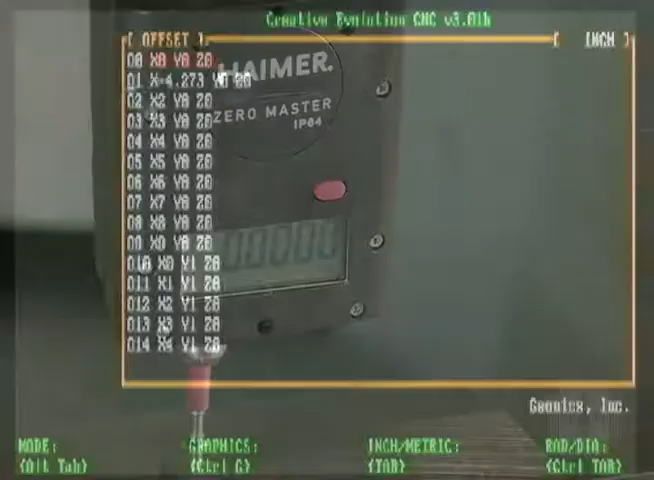 Creative Evolution CNC v3.01h
[ OFFSET ]
[ INCH ]
O0 X0 Y0 Z0
O1 X-4.273 Y0 Z0
O2 X2 Y0 Z0
O3 X3 Y0 Z0
O4 X4 Y0 Z0
O5 X5 Y0 Z0
O6 X6 Y0 Z0
O7 X7 Y0 Z0
O8 X8 Y0 Z0
X0 Y0 Z0
O10 X0 Y1 Z0
O11 X1 Y1 Z0
O12 X2 Y1 Z0
O13 X3 Y1 Z0
O14 X4 Y1 Z0
HAIMER.
ZERO MASTER
IP64
Inc.
MODE:
GRAPHICS:
INCH/METRIC:
RAD/DIA:
(Alt Tab)
(Ctrl G)
(TAB)
(Ctrl TAB)